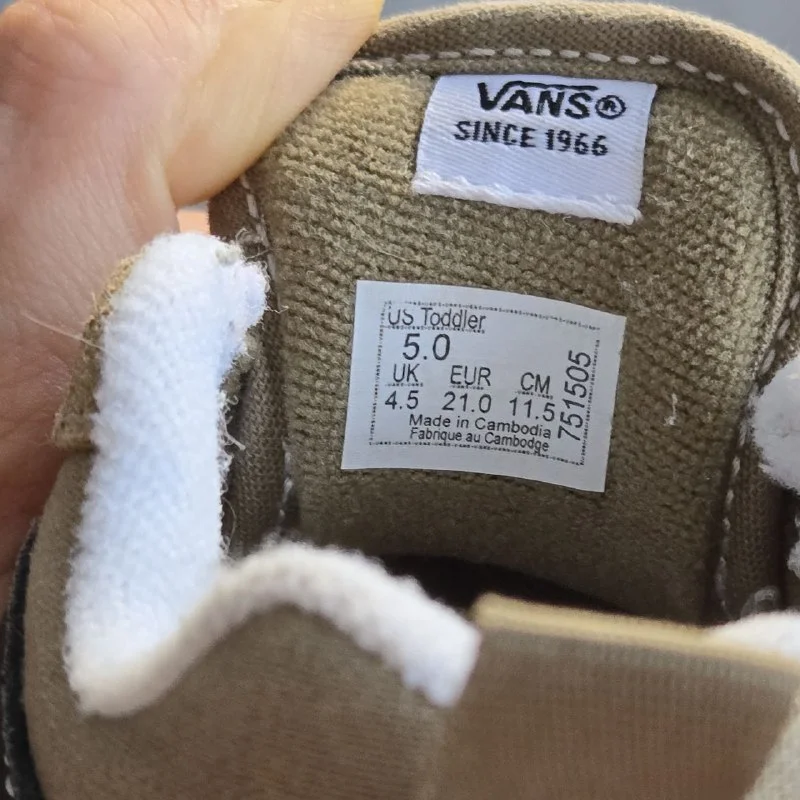 VANS®
SINCE 1966
US Toddler
5.0
UK EUR CM
4.5 21.0 11.5
Made in Cambodia
Fabrique au Cambodge
751505